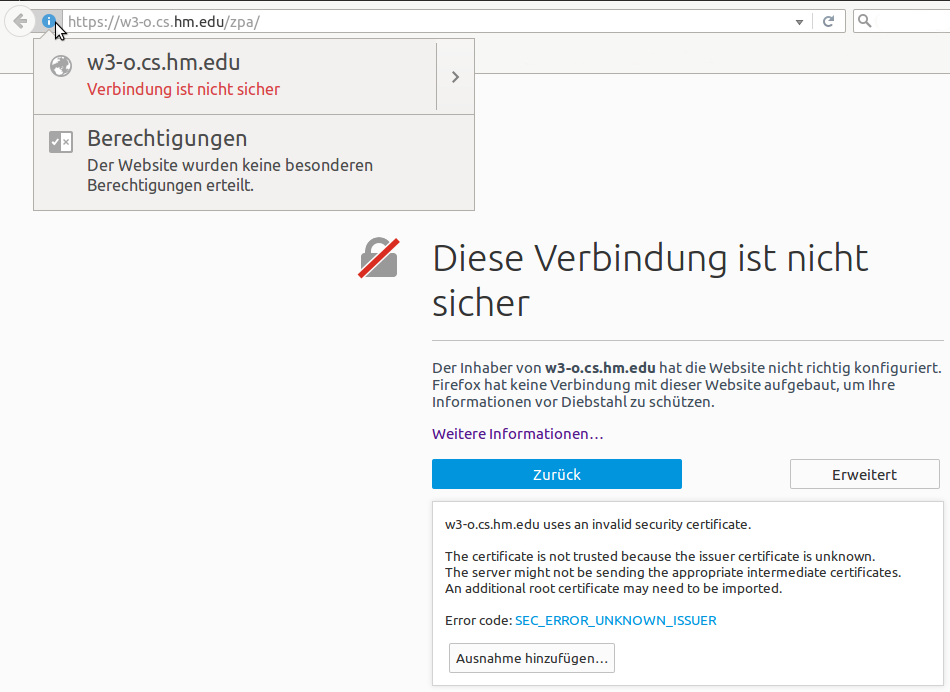 https://w3-o.cs.hm.edu/zpa/
w3-o.cs.hm.edu
Verbindung ist nicht sicher
Berechtigungen
Der Website wurden keine besonderen
Berechtigungen erteilt.
Diese Verbindung ist nicht
sicher
Der Inhaber von w3-o.cs.hm.edu hat die Website nicht richtig konfiguriert.
Firefox hat keine Verbindung mit dieser Website aufgebaut, um Ihre
Informationen vor Diebstahl zu schützen.
Weitere Informationen…
Zurück
Erweitert
w3-o.cs.hm.edu uses an invalid security certificate.
The certificate is not trusted because the issuer certificate is unknown.
The server might not be sending the appropriate intermediate certificates.
An additional root certificate may need to be imported.
Error code: SEC_ERROR_UNKNOWN_ISSUER
Ausnahme hinzufügen…